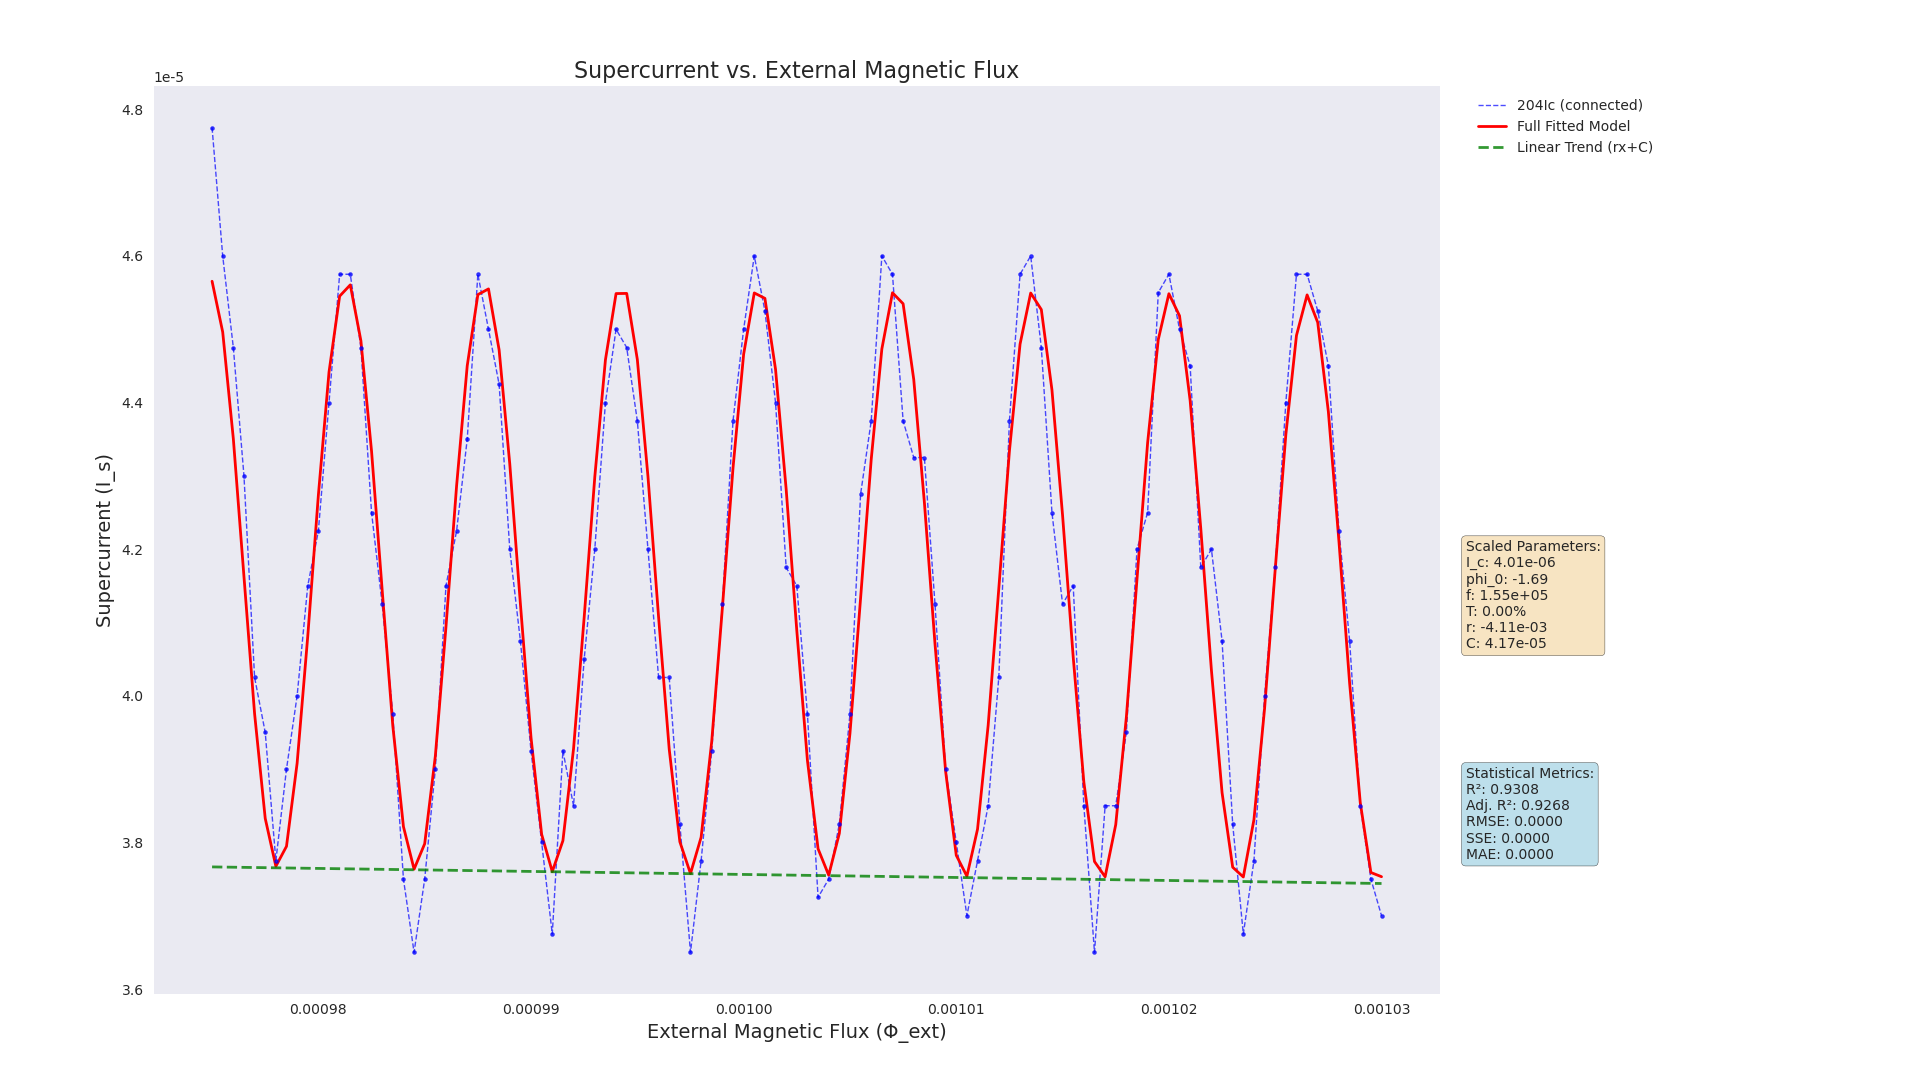 Supercurrent vs. External Magnetic Flux
1e-5
4.8
4.6
4.4
4.2
4.0
3.8
3.6
Supercurrent (I_s)
0.00098
0.00099
0.00100
0.00101
0.00102
0.00103
External Magnetic Flux (Φ_ext)
204Ic (connected)
Full Fitted Model
Linear Trend (rx+C)
Scaled Parameters:
I_c: 4.01e-06
phi_0: -1.69
f: 1.55e+05
T: 0.00%
r: -4.11e-03
C: 4.17e-05
Statistical Metrics:
R²: 0.9308
Adj. R²: 0.9268
RMSE: 0.0000
SSE: 0.0000
MAE: 0.0000